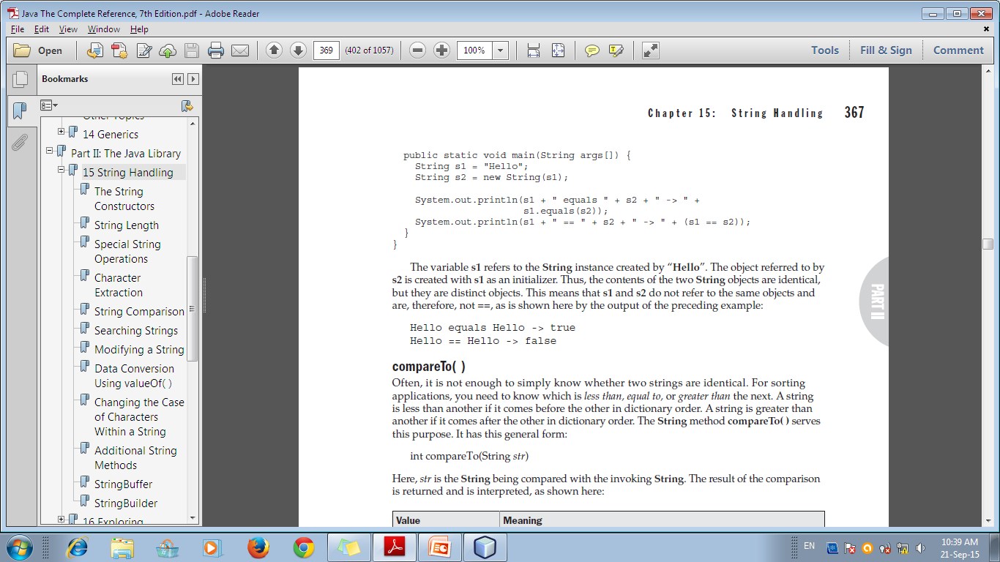 Java The Complete Reference, 7th Edition.pdf - Adobe Reader
File Edit View Window Help
Open 369 (402 of 1057) 100% Tools Fill & Sign Comment
Bookmarks
Other Topics
14 Generics
Part II: The Java Library
15 String Handling
The String
Constructors
String Length
Special String
Operations
Character
Extraction
String Comparison
Searching Strings
Modifying a String
Data Conversion
Using valueOf( )
Changing the Case
of Characters
Within a String
Additional String
Methods
StringBuffer
StringBuilder
16 Exploring
Chapter 15: String Handling 367
public static void main(String args[]) {
String s1 = "Hello";
String s2 = new String(s1);
System.out.println(s1 + " equals " + s2 + " -> " +
s1.equals(s2));
System.out.println(s1 + " == " + s2 + " -> " + (s1 == s2));
}
}
The variable s1 refers to the String instance created by “Hello”. The object referred to by
s2 is created with s1 as an initializer. Thus, the contents of the two String objects are identical,
but they are distinct objects. This means that s1 and s2 do not refer to the same objects and
are, therefore, not ==, as is shown here by the output of the preceding example:
Hello equals Hello -> true
Hello == Hello -> false
compareTo( )
Often, it is not enough to simply know whether two strings are identical. For sorting
applications, you need to know which is less than, equal to, or greater than the next. A string
is less than another if it comes before the other in dictionary order. A string is greater than
another if it comes after the other in dictionary order. The String method compareTo( ) serves
this purpose. It has this general form:
int compareTo(String str)
Here, str is the String being compared with the invoking String. The result of the comparison
is returned and is interpreted, as shown here:
Value Meaning
PART II
EN
10:39 AM
21-Sep-15